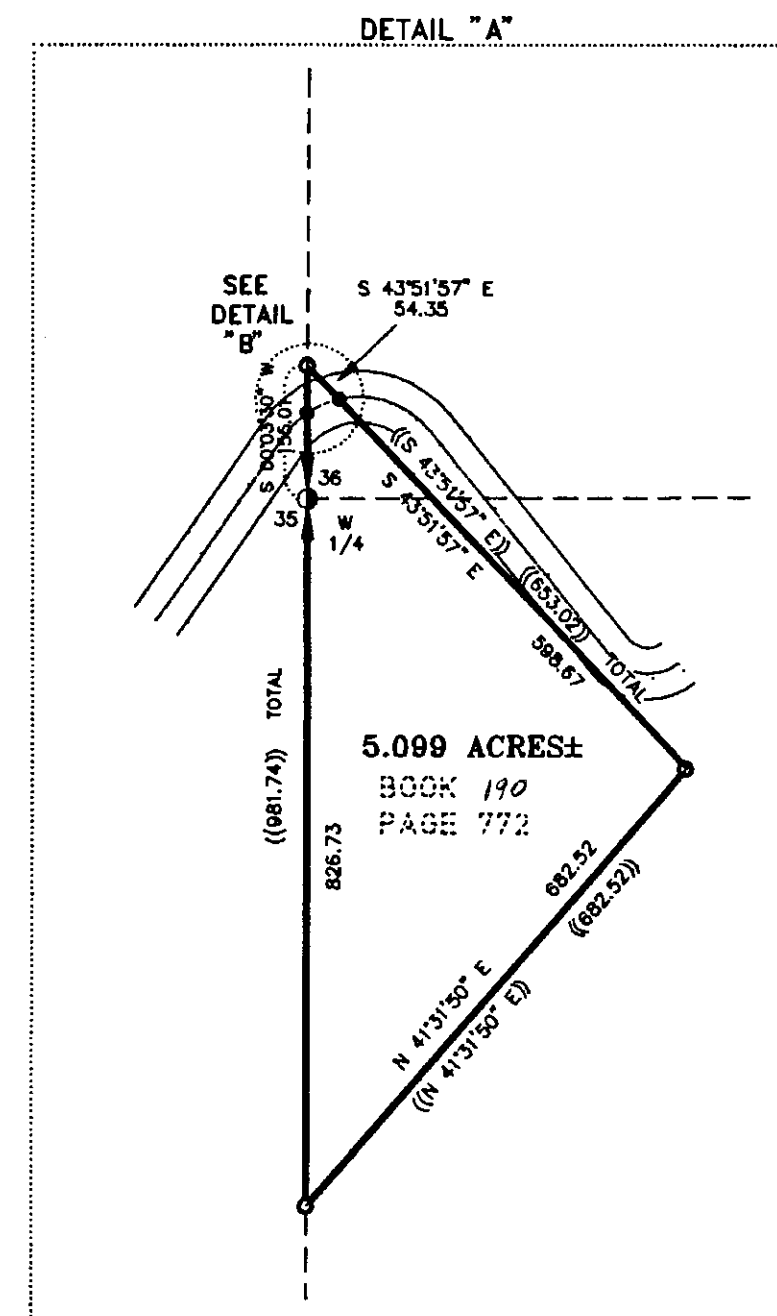 DETAIL "A"
SEE
DETAIL
"B"
S 43°51'57" E
54.35
S 00°03'30" W
156.01
36
35
W
1/4
((S 43°51'57" E))
S 43°51'57" E
((653.02)) TOTAL
598.67
((981.74)) TOTAL
826.73
5.099 ACRES±
BOOK 190
PAGE 772
682.52
((682.52))
N 41°31'50" E
((N 41°31'50" E))